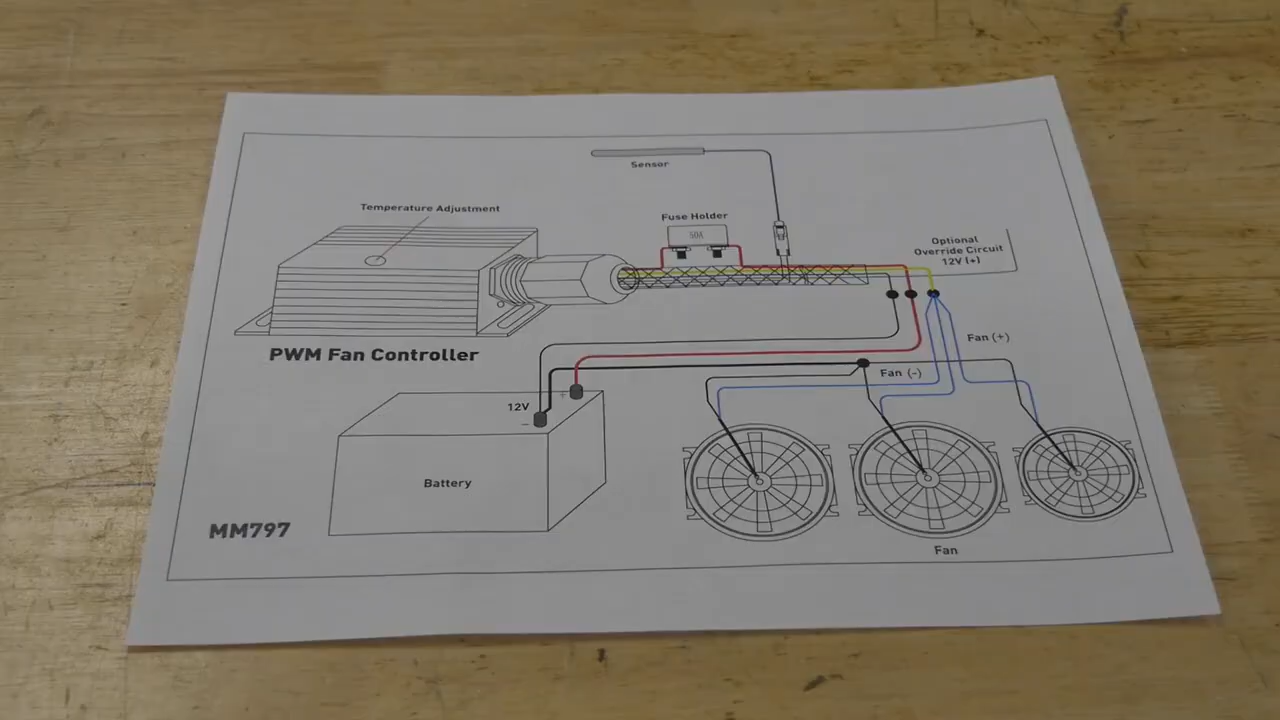 Sensor
Temperature Adjustment
Fuse Holder
Optional
Override Circuit
12V (+)
PWM Fan Controller
Fan (+)
Fan (-)
12V
+
−
Battery
MM797
Fan